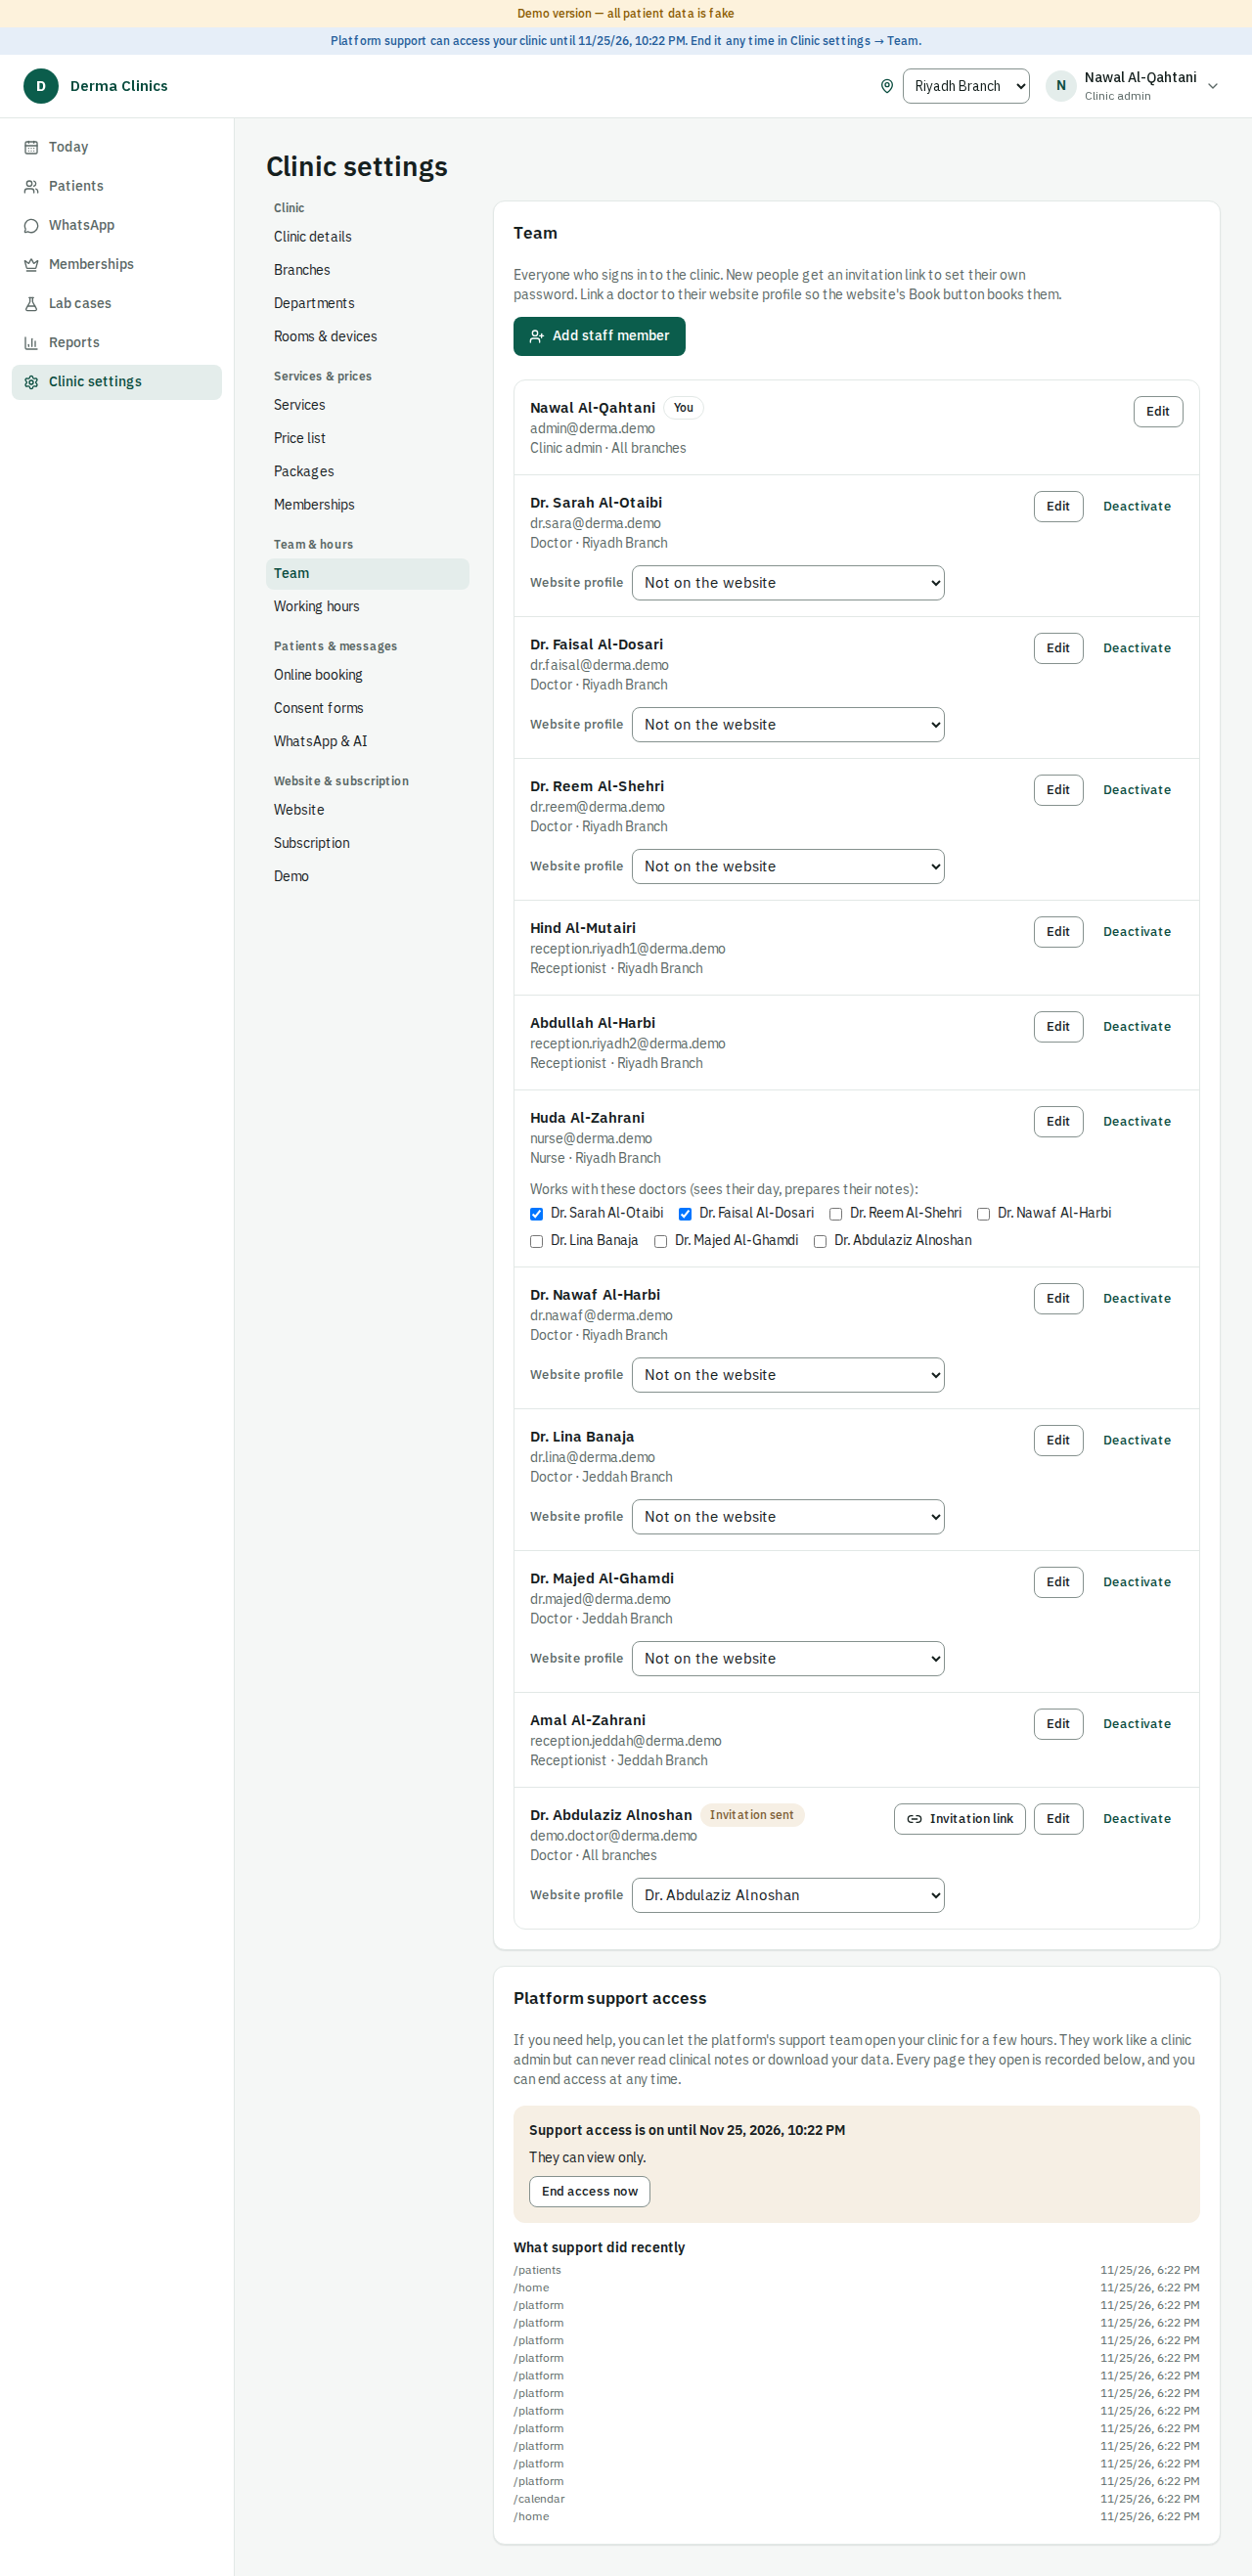 Demo version — all patient data is fake
Platform support can access your clinic until 11/25/26, 10:22 PM. End it any time in Clinic settings → Team.
D
Derma Clinics
Riyadh Branch
N
Nawal Al-Qahtani
Clinic admin
Today
Patients
WhatsApp
Memberships
Lab cases
Reports
Clinic settings
Clinic settings
Clinic
Clinic details
Branches
Departments
Rooms & devices
Services & prices
Services
Price list
Packages
Memberships
Team & hours
Team
Working hours
Patients & messages
Online booking
Consent forms
WhatsApp & AI
Website & subscription
Website
Subscription
Demo
Team
Everyone who signs in to the clinic. New people get an invitation link to set their own
password. Link a doctor to their website profile so the website's Book button books them.
Add staff member
Nawal Al-Qahtani You Edit
admin@derma.demo
Clinic admin · All branches
Dr. Sarah Al-Otaibi Edit Deactivate
dr.sara@derma.demo
Doctor · Riyadh Branch
Website profile Not on the website
Dr. Faisal Al-Dosari Edit Deactivate
dr.faisal@derma.demo
Doctor · Riyadh Branch
Website profile Not on the website
Dr. Reem Al-Shehri Edit Deactivate
dr.reem@derma.demo
Doctor · Riyadh Branch
Website profile Not on the website
Hind Al-Mutairi Edit Deactivate
reception.riyadh1@derma.demo
Receptionist · Riyadh Branch
Abdullah Al-Harbi Edit Deactivate
reception.riyadh2@derma.demo
Receptionist · Riyadh Branch
Huda Al-Zahrani Edit Deactivate
nurse@derma.demo
Nurse · Riyadh Branch
Works with these doctors (sees their day, prepares their notes):
Dr. Sarah Al-Otaibi Dr. Faisal Al-Dosari Dr. Reem Al-Shehri Dr. Nawaf Al-Harbi
Dr. Lina Banaja Dr. Majed Al-Ghamdi Dr. Abdulaziz Alnoshan
Dr. Nawaf Al-Harbi Edit Deactivate
dr.nawaf@derma.demo
Doctor · Riyadh Branch
Website profile Not on the website
Dr. Lina Banaja Edit Deactivate
dr.lina@derma.demo
Doctor · Jeddah Branch
Website profile Not on the website
Dr. Majed Al-Ghamdi Edit Deactivate
dr.majed@derma.demo
Doctor · Jeddah Branch
Website profile Not on the website
Amal Al-Zahrani Edit Deactivate
reception.jeddah@derma.demo
Receptionist · Jeddah Branch
Dr. Abdulaziz Alnoshan Invitation sent Invitation link Edit Deactivate
demo.doctor@derma.demo
Doctor · All branches
Website profile Dr. Abdulaziz Alnoshan
Platform support access
If you need help, you can let the platform's support team open your clinic for a few hours. They work like a clinic
admin but can never read clinical notes or download your data. Every page they open is recorded below, and you
can end access at any time.
Support access is on until Nov 25, 2026, 10:22 PM
They can view only.
End access now
What support did recently
/patients 11/25/26, 6:22 PM
/home 11/25/26, 6:22 PM
/platform 11/25/26, 6:22 PM
/platform 11/25/26, 6:22 PM
/platform 11/25/26, 6:22 PM
/platform 11/25/26, 6:22 PM
/platform 11/25/26, 6:22 PM
/platform 11/25/26, 6:22 PM
/platform 11/25/26, 6:22 PM
/platform 11/25/26, 6:22 PM
/platform 11/25/26, 6:22 PM
/platform 11/25/26, 6:22 PM
/platform 11/25/26, 6:22 PM
/calendar 11/25/26, 6:22 PM
/home 11/25/26, 6:22 PM